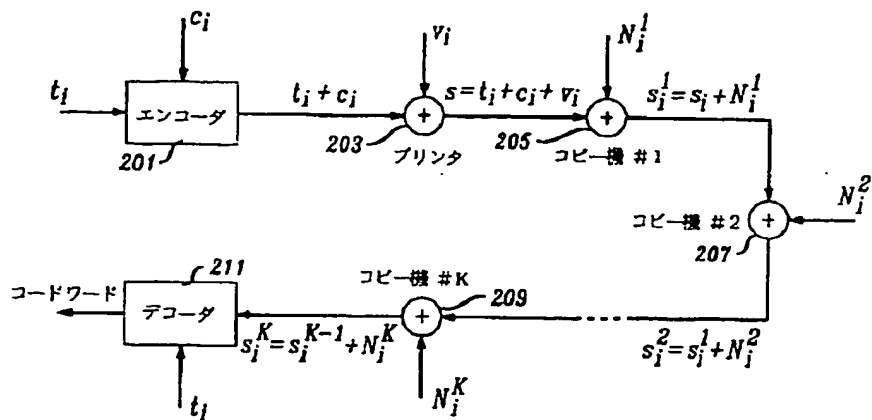 c_i
v_i
N_i^1
t_i
エンコーダ
t_i + c_i
s = t_i + c_i + v_i
s_i^1 = s_i + N_i^1
201
203
プリンタ
205
コピー機 #1
コピー機 #2
N_i^2
207
211
コピー機 #K
209
コードワード
デコーダ
s_i^K = s_i^{K-1} + N_i^K
s_i^2 = s_i^1 + N_i^2
t_i
N_i^K